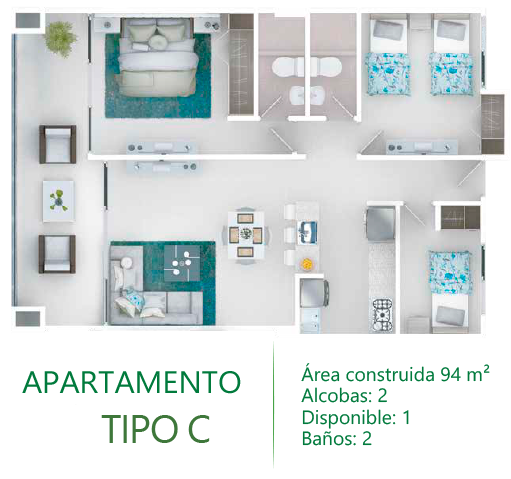 APARTAMENTO
TIPO C
Área construida 94 m²
Alcobas: 2
Disponible: 1
Baños: 2